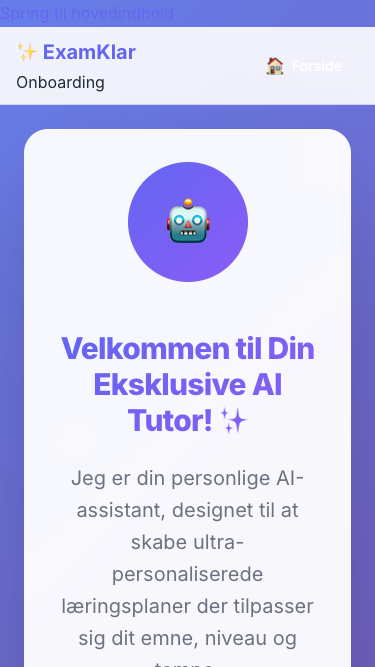 Spring til hovedindhold
✨ ExamKlar
Onboarding
🏠 Forside
Velkommen til Din
Eksklusive AI
Tutor! ✨
Jeg er din personlige AI-
assistant, designet til at
skabe ultra-
personaliserede
læringsplaner der tilpasser
sig dit emne, niveau og